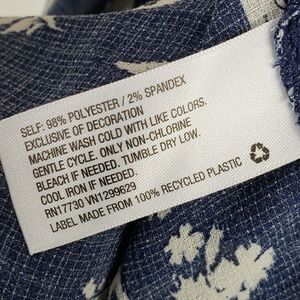 SELF: 98% POLYESTER / 2% SPANDEX
EXCLUSIVE OF DECORATION
MACHINE WASH COLD WITH LIKE COLORS.
GENTLE CYCLE. ONLY NON-CHLORINE
BLEACH IF NEEDED. TUMBLE DRY LOW.
COOL IRON IF NEEDED.
RN17730 VN1299629
LABEL MADE FROM 100% RECYCLED PLASTIC